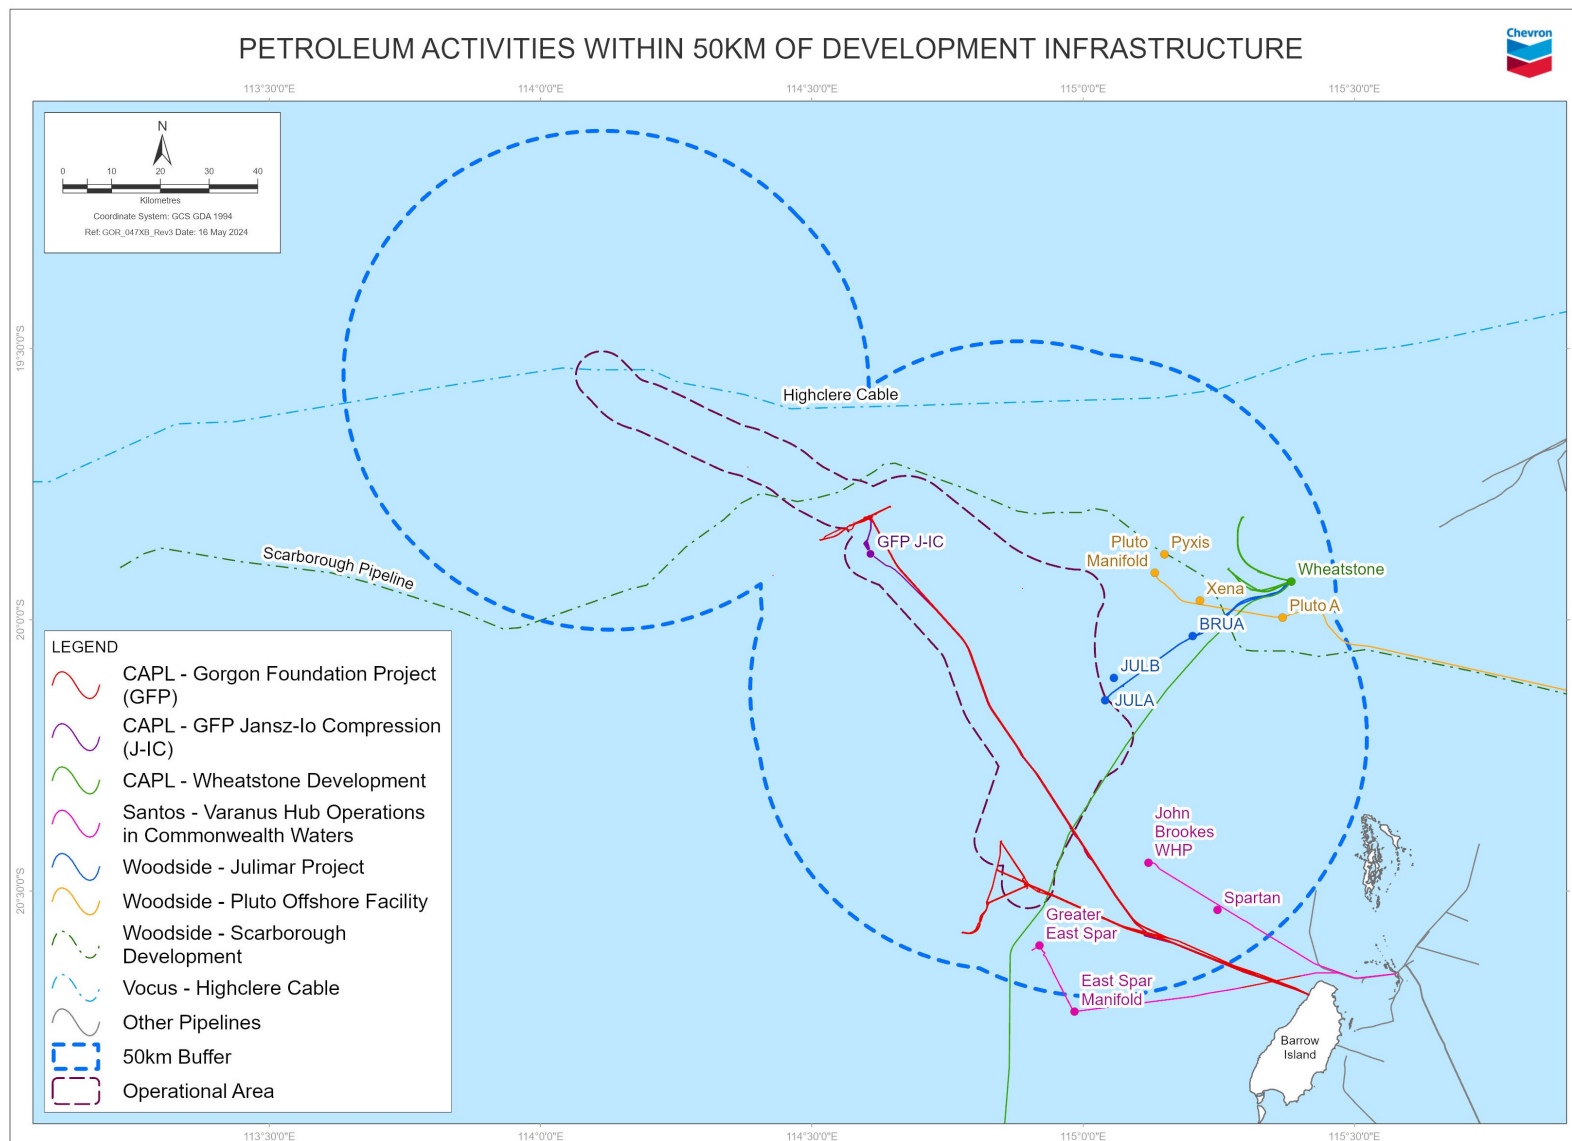 PETROLEUM ACTIVITIES WITHIN 50KM OF DEVELOPMENT INFRASTRUCTURE
Chevron
113°30'0"E
114°0'0"E
114°30'0"E
115°0'0"E
115°30'0"E
N
0 10 20 30 40
Kilometres
Coordinate System: GCS GDA 1994
Ref: GOR_047XB_Rev3 Date: 16 May 2024
19°30'0"S
20°0'0"S
20°30'0"S
Highclere Cable
Scarborough Pipeline
GFP J-IC
Pluto
Manifold
Pyxis
Wheatstone
Xena
Pluto A
BRUA
JULB
JULA
John
Brookes
WHP
Spartan
Greater
East Spar
East Spar
Manifold
Barrow
Island
LEGEND
CAPL - Gorgon Foundation Project
(GFP)
CAPL - GFP Jansz-Io Compression
(J-IC)
CAPL - Wheatstone Development
Santos - Varanus Hub Operations
in Commonwealth Waters
Woodside - Julimar Project
Woodside - Pluto Offshore Facility
Woodside - Scarborough
Development
Vocus - Highclere Cable
Other Pipelines
50km Buffer
Operational Area
113°30'0"E
114°0'0"E
114°30'0"E
115°0'0"E
115°30'0"E